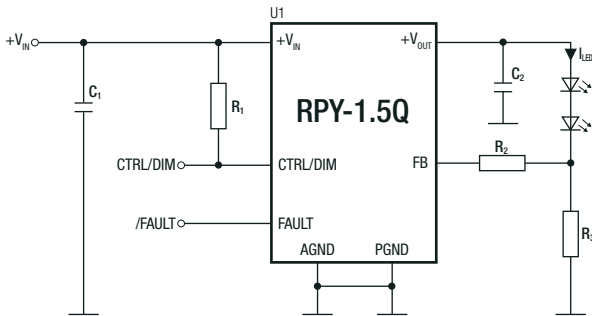 U1
+VIN
+VIN
+VOUT
ILED
C1
R1
RPY-1.5Q
C2
CTRL/DIM
CTRL/DIM
FB
R2
/FAULT
FAULT
R3
AGND
PGND